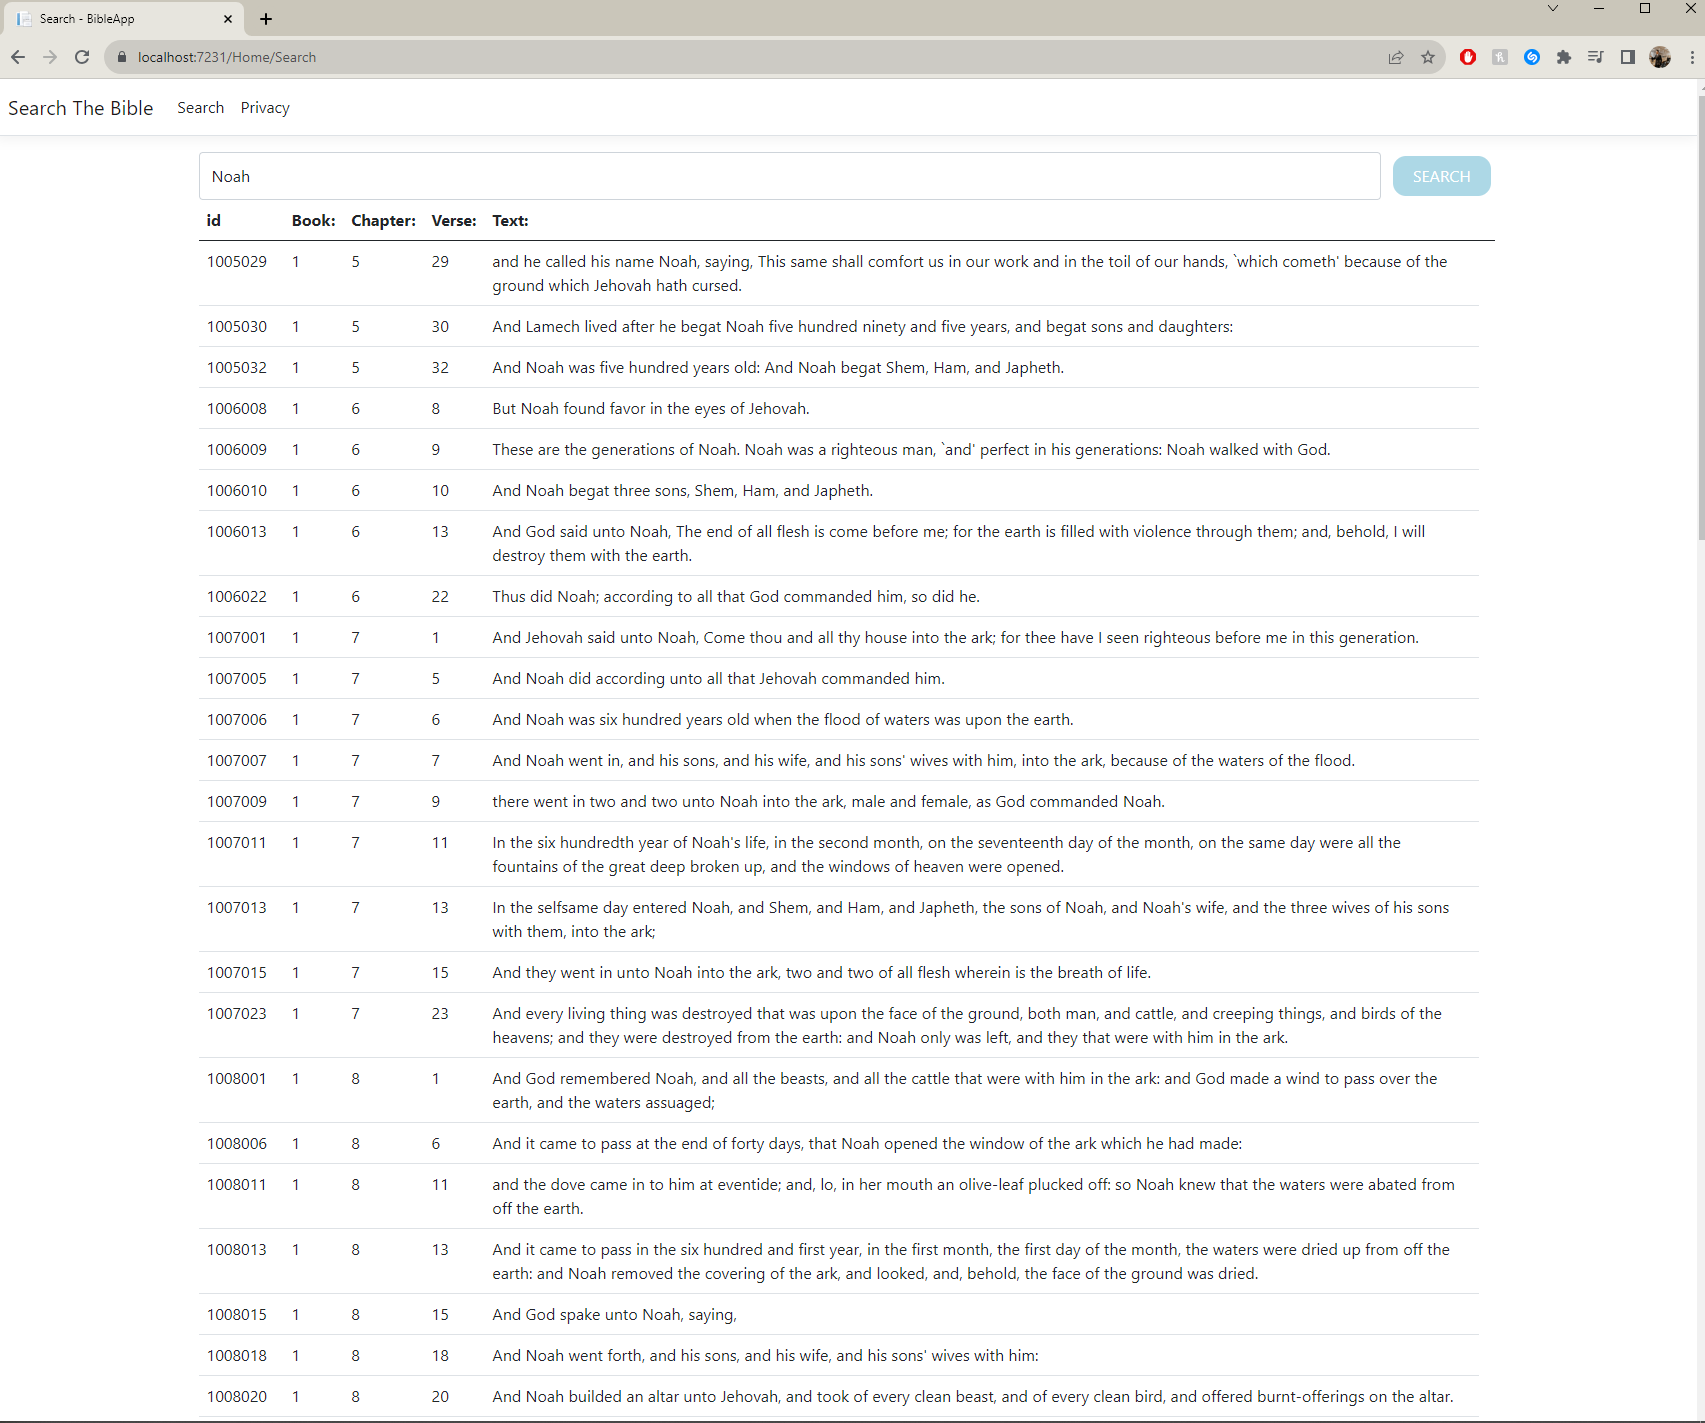 Search - BibleApp
localhost:7231/Home/Search
Search The Bible Search Privacy
Noah SEARCH
id Book: Chapter: Verse: Text:
1005029 1 5 29 and he called his name Noah, saying, This same shall comfort us in our work and in the toil of our hands, `which cometh' because of the
ground which Jehovah hath cursed.
1005030 1 5 30 And Lamech lived after he begat Noah five hundred ninety and five years, and begat sons and daughters:
1005032 1 5 32 And Noah was five hundred years old: And Noah begat Shem, Ham, and Japheth.
1006008 1 6 8 But Noah found favor in the eyes of Jehovah.
1006009 1 6 9 These are the generations of Noah. Noah was a righteous man, `and' perfect in his generations: Noah walked with God.
1006010 1 6 10 And Noah begat three sons, Shem, Ham, and Japheth.
1006013 1 6 13 And God said unto Noah, The end of all flesh is come before me; for the earth is filled with violence through them; and, behold, I will
destroy them with the earth.
1006022 1 6 22 Thus did Noah; according to all that God commanded him, so did he.
1007001 1 7 1 And Jehovah said unto Noah, Come thou and all thy house into the ark; for thee have I seen righteous before me in this generation.
1007005 1 7 5 And Noah did according unto all that Jehovah commanded him.
1007006 1 7 6 And Noah was six hundred years old when the flood of waters was upon the earth.
1007007 1 7 7 And Noah went in, and his sons, and his wife, and his sons' wives with him, into the ark, because of the waters of the flood.
1007009 1 7 9 there went in two and two unto Noah into the ark, male and female, as God commanded Noah.
1007011 1 7 11 In the six hundredth year of Noah's life, in the second month, on the seventeenth day of the month, on the same day were all the
fountains of the great deep broken up, and the windows of heaven were opened.
1007013 1 7 13 In the selfsame day entered Noah, and Shem, and Ham, and Japheth, the sons of Noah, and Noah's wife, and the three wives of his sons
with them, into the ark;
1007015 1 7 15 And they went in unto Noah into the ark, two and two of all flesh wherein is the breath of life.
1007023 1 7 23 And every living thing was destroyed that was upon the face of the ground, both man, and cattle, and creeping things, and birds of the
heavens; and they were destroyed from the earth: and Noah only was left, and they that were with him in the ark.
1008001 1 8 1 And God remembered Noah, and all the beasts, and all the cattle that were with him in the ark: and God made a wind to pass over the
earth, and the waters assuaged;
1008006 1 8 6 And it came to pass at the end of forty days, that Noah opened the window of the ark which he had made:
1008011 1 8 11 and the dove came in to him at eventide; and, lo, in her mouth an olive-leaf plucked off: so Noah knew that the waters were abated from
off the earth.
1008013 1 8 13 And it came to pass in the six hundred and first year, in the first month, the first day of the month, the waters were dried up from off the
earth: and Noah removed the covering of the ark, and looked, and, behold, the face of the ground was dried.
1008015 1 8 15 And God spake unto Noah, saying,
1008018 1 8 18 And Noah went forth, and his sons, and his wife, and his sons' wives with him:
1008020 1 8 20 And Noah builded an altar unto Jehovah, and took of every clean beast, and of every clean bird, and offered burnt-offerings on the altar.